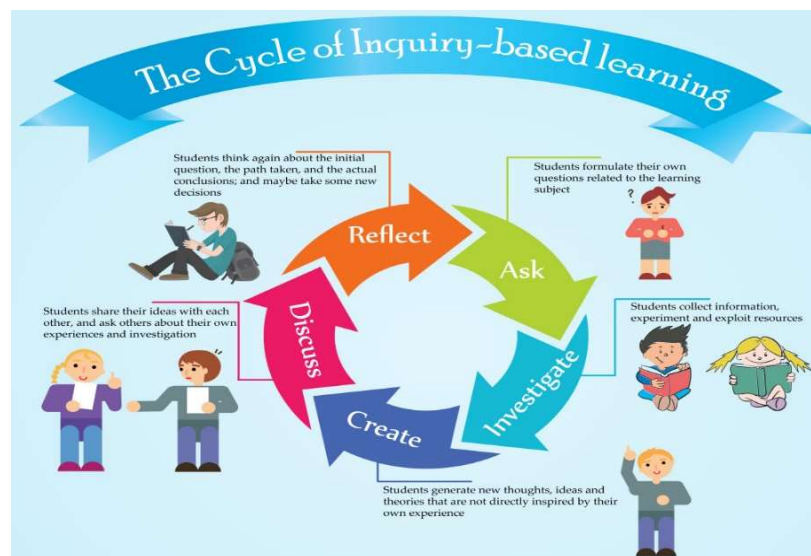 The Cycle of Inquiry-based learning
Students think again about the initial
question, the path taken, and the actual
conclusions; and maybe take some new
decisions
Students formulate their own
questions related to the learning
subject
?
Reflect
Ask
Students share their ideas with each
other, and ask others about their own
experiences and investigation
Discuss
Students collect information,
experiment and exploit resources
Investigate
Create
Students generate new thoughts, ideas and
theories that are not directly inspired by their
own experience